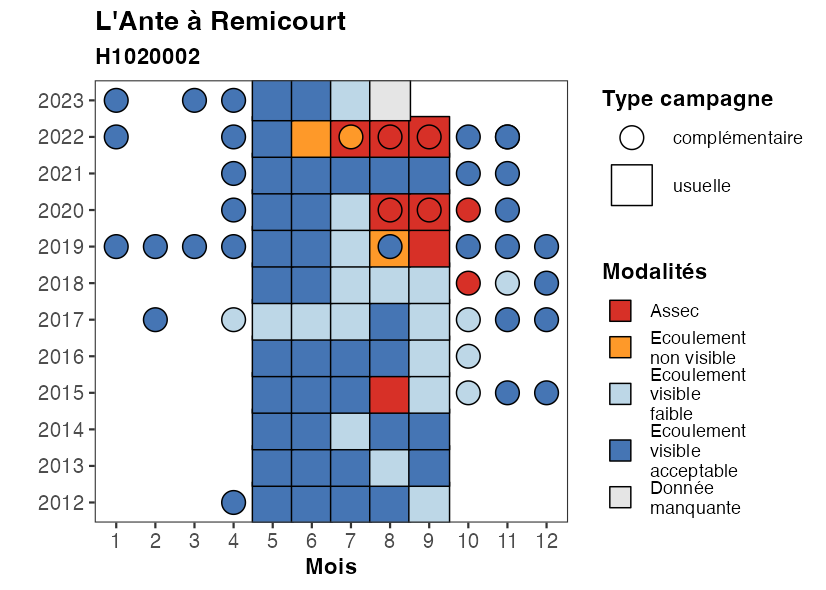 L'Ante à Remicourt
H1020002
2023
2022
2021
2020
2019
2018
2017
2016
2015
2014
2013
2012
1 2 3 4 5 6 7 8 9 10 11 12
Mois
Type campagne
complémentaire
usuelle
Modalités
Assec
Ecoulement
non visible
Ecoulement
visible
faible
Ecoulement
visible
acceptable
Donnée
manquante